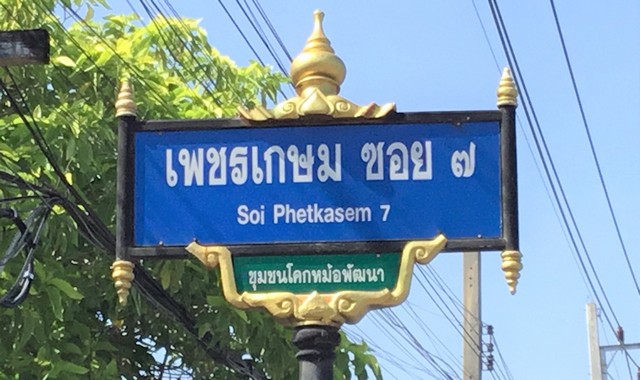 เพชรเกษม ซอย ๗
Soi Phetkasem 7
ชุมชนโคกหม้อพัฒนา